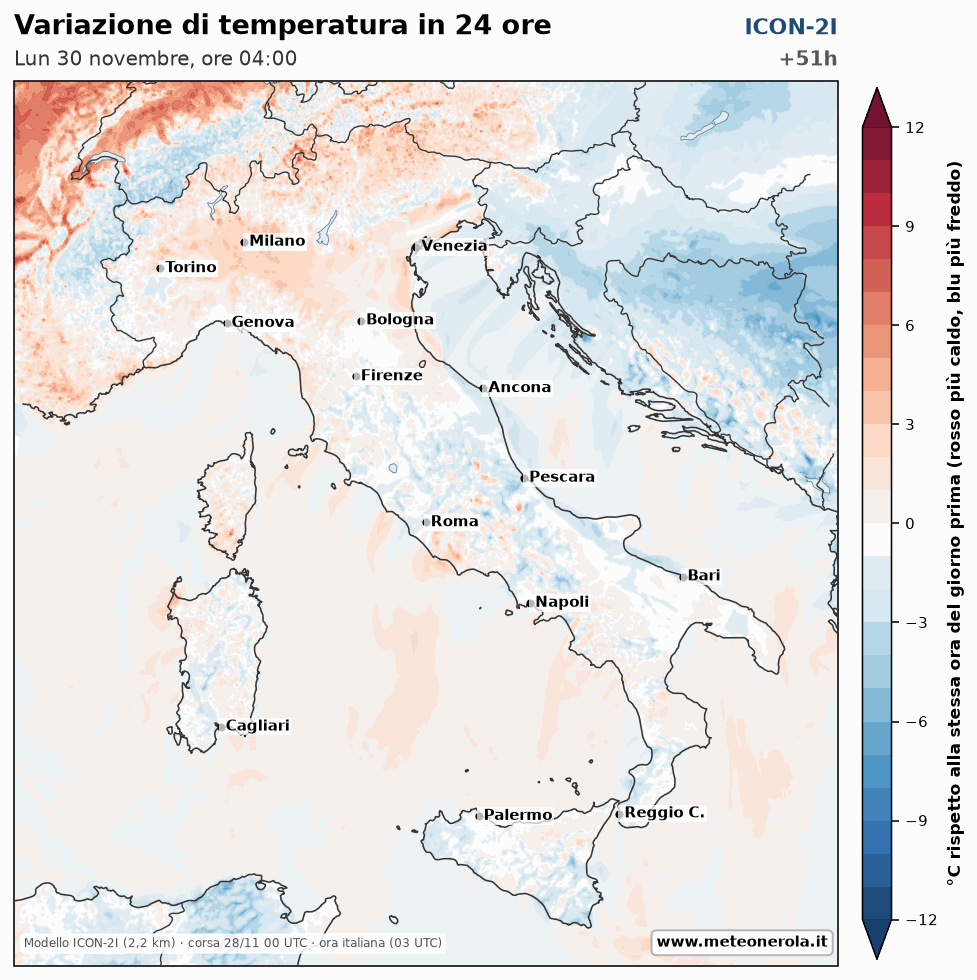 Variazione di temperatura in 24 ore
ICON-2I
Lun 30 novembre, ore 04:00
+51h
Milano
Venezia
Torino
Genova
Bologna
Firenze
Ancona
Pescara
Roma
Bari
Napoli
Cagliari
Palermo
Reggio C.
12
9
6
3
0
−3
−6
−9
−12
°C rispetto alla stessa ora del giorno prima (rosso più caldo, blu più freddo)
Modello ICON-2I (2,2 km) · corsa 28/11 00 UTC · ora italiana (03 UTC)
www.meteonerola.it